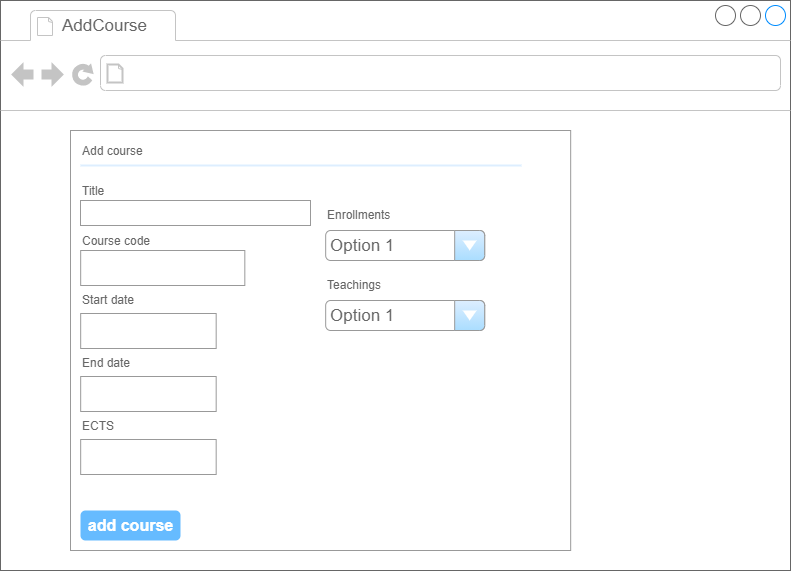 AddCourse
Add course
Title
Course code
Start date
End date
ECTS
Enrollments
Option 1
Teachings
Option 1
add course